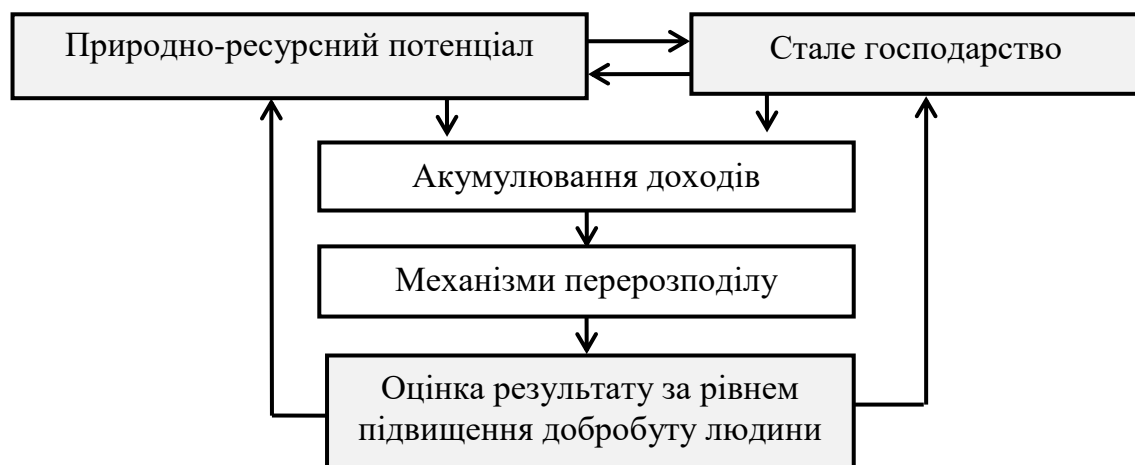 Природно-ресурсний потенціал
Стале господарство
Акумулювання доходів
Механізми перерозподілу
Оцінка результату за рівнем
підвищення добробуту людини